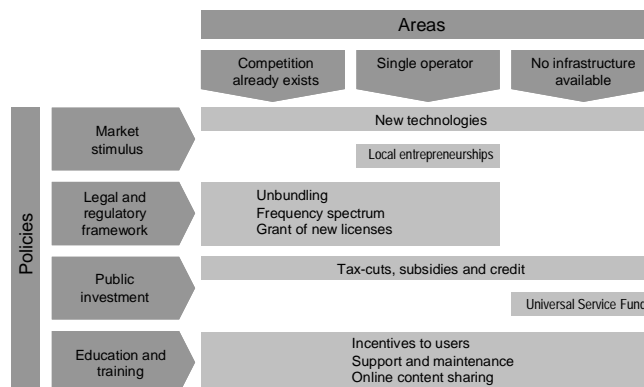 Areas
Competition
already exists
Single operator
No infrastructure
available
Policies
Market
stimulus
New technologies
Local entrepreneurships
Legal and
regulatory
framework
Unbundling
Frequency spectrum
Grant of new licenses
Public
investment
Tax-cuts, subsidies and credit
Universal Service Fund
Education and
training
Incentives to users
Support and maintenance
Online content sharing